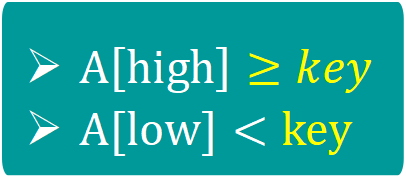 ➢ A[high] ≥ key
➢ A[low] < key